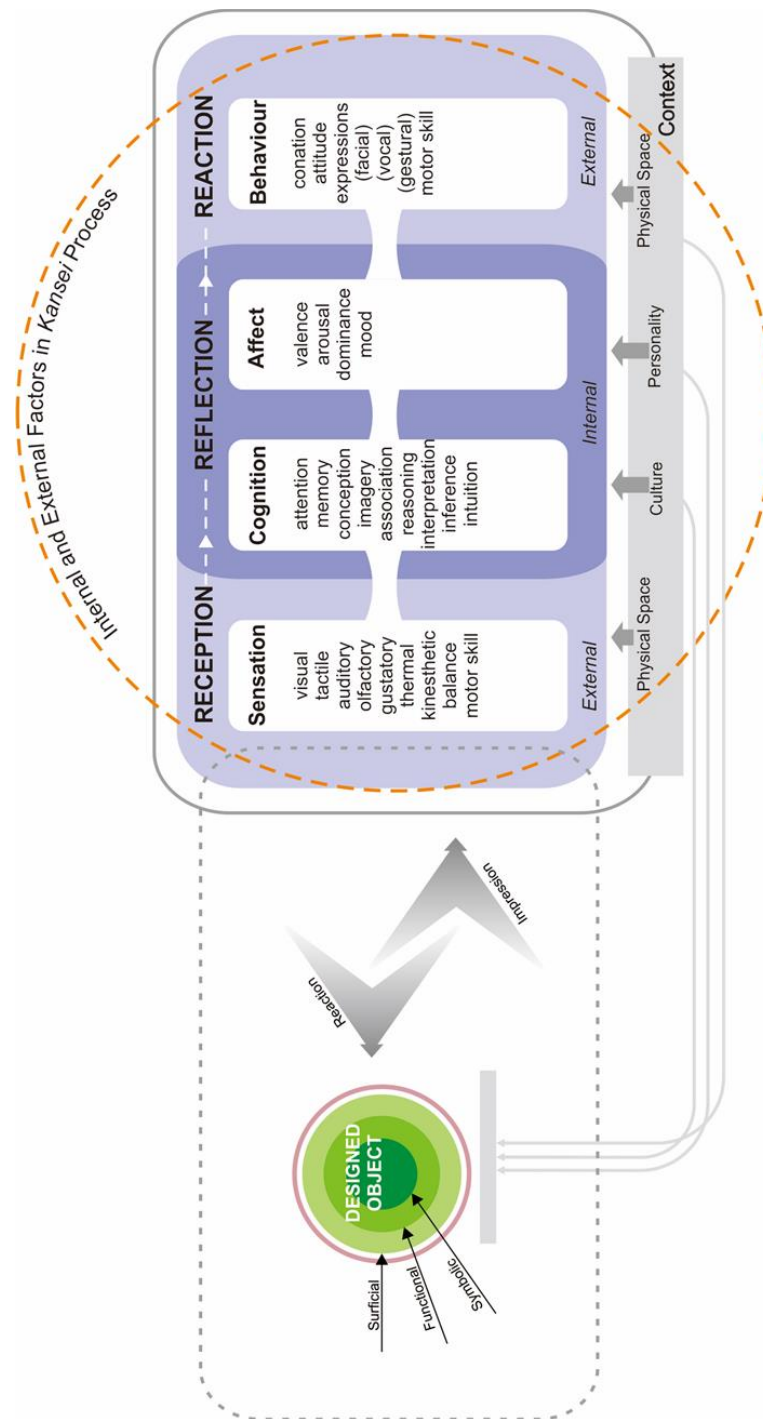 Internal and External Factors in Kansei Process
RECEPTION
REFLECTION
REACTION
Sensation
visual
tactile
auditory
olfactory
gustatory
thermal
kinesthetic
balance
motor skill
Cognition
attention
memory
conception
imagery
association
reasoning
interpretation
inference
intuition
Affect
valence
arousal
dominance
mood
Behaviour
conation
attitude
expressions
(facial)
(vocal)
(gestural)
motor skill
External
Internal
External
Physical Space
Culture
Personality
Physical Space
Context
Reaction
Impression
DESIGNED
OBJECT
Surficial
Functional
Symbolic